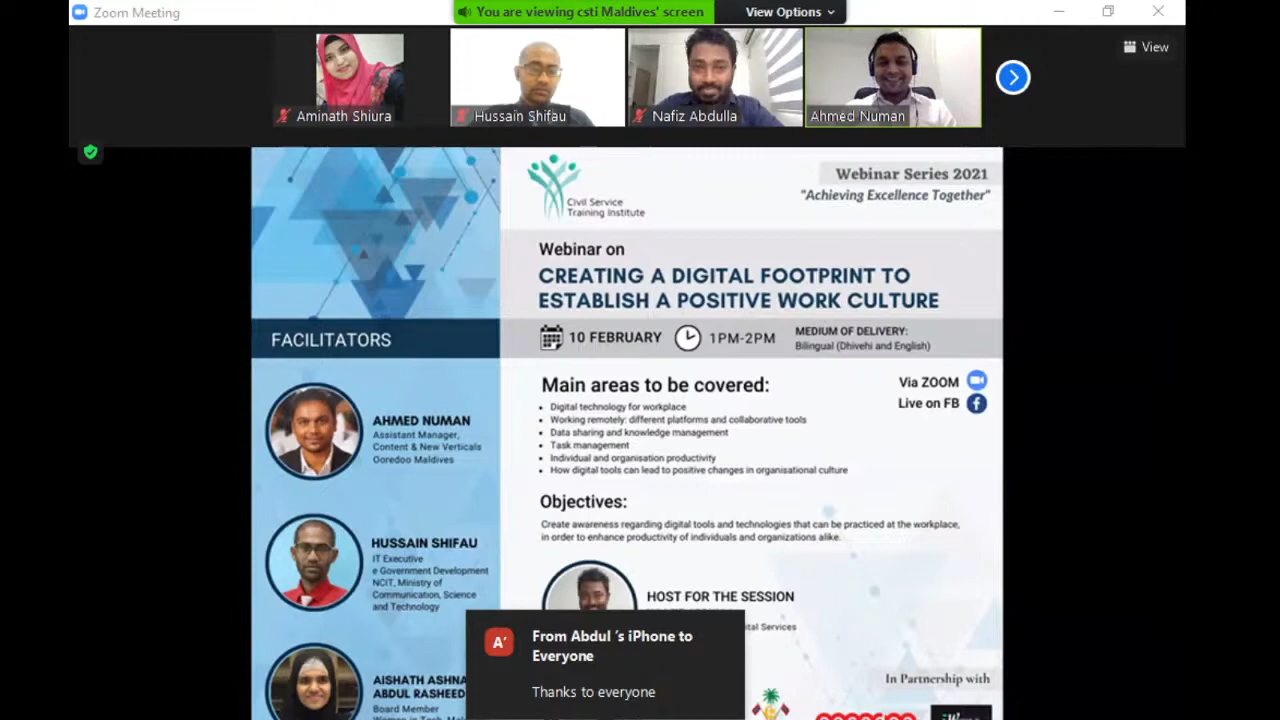 Zoom Meeting
You are viewing csti Maldives' screen
View Options
View
Aminath Shiura
Hussain Shifau
Nafiz Abdulla
Ahmed Numan
Civil Service
Training Institute
Webinar Series 2021
"Achieving Excellence Together"
Webinar on
CREATING A DIGITAL FOOTPRINT TO
ESTABLISH A POSITIVE WORK CULTURE
10 FEBRUARY
1PM-2PM
MEDIUM OF DELIVERY:
Bilingual (Dhivehi and English)
FACILITATORS
AHMED NUMAN
Assistant Manager,
Content & New Verticals
Ooredoo Maldives
HUSSAIN SHIFAU
IT Executive
e Government Development
NCIT, Ministry of
Communication, Science
and Technology
AISHATH ASHNA
ABDUL RASHEED
Board Member
Main areas to be covered:
• Digital technology for workplace
• Working remotely: different platforms and collaborative tools
• Data sharing and knowledge management
• Task management
• Individual and organisation productivity
• How digital tools can lead to positive changes in organisational culture
Via ZOOM
Live on FB
Objectives:
Create awareness regarding digital tools and technologies that can be practiced at the workplace,
in order to enhance productivity of individuals and organizations alike.
HOST FOR THE SESSION
Services
In Partnership with
A'
From Abdul 's iPhone to
Everyone
Thanks to everyone